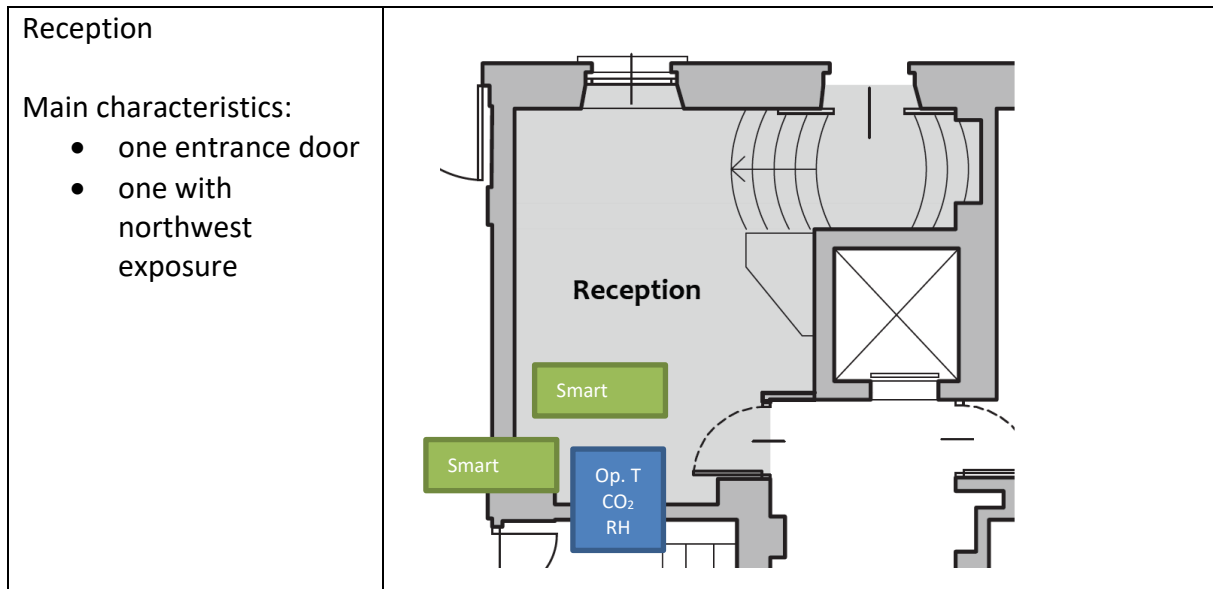 Reception
Main characteristics:
• one entrance door
• one with
northwest
exposure
Reception
Smart
Smart
Op. T
CO₂
RH